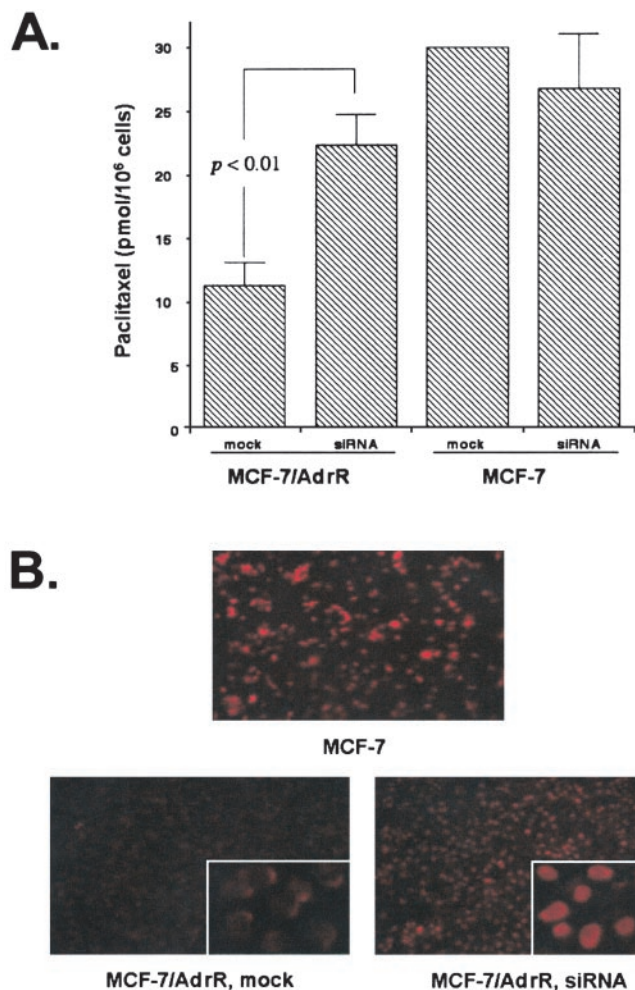 A.
Paclitaxel (pmol/10⁶ cells)
30
25
20
15
10
5
0
p < 0.01
mock
siRNA
mock
siRNA
MCF-7/AdrR
MCF-7
B.
MCF-7
MCF-7/AdrR, mock
MCF-7/AdrR, siRNA